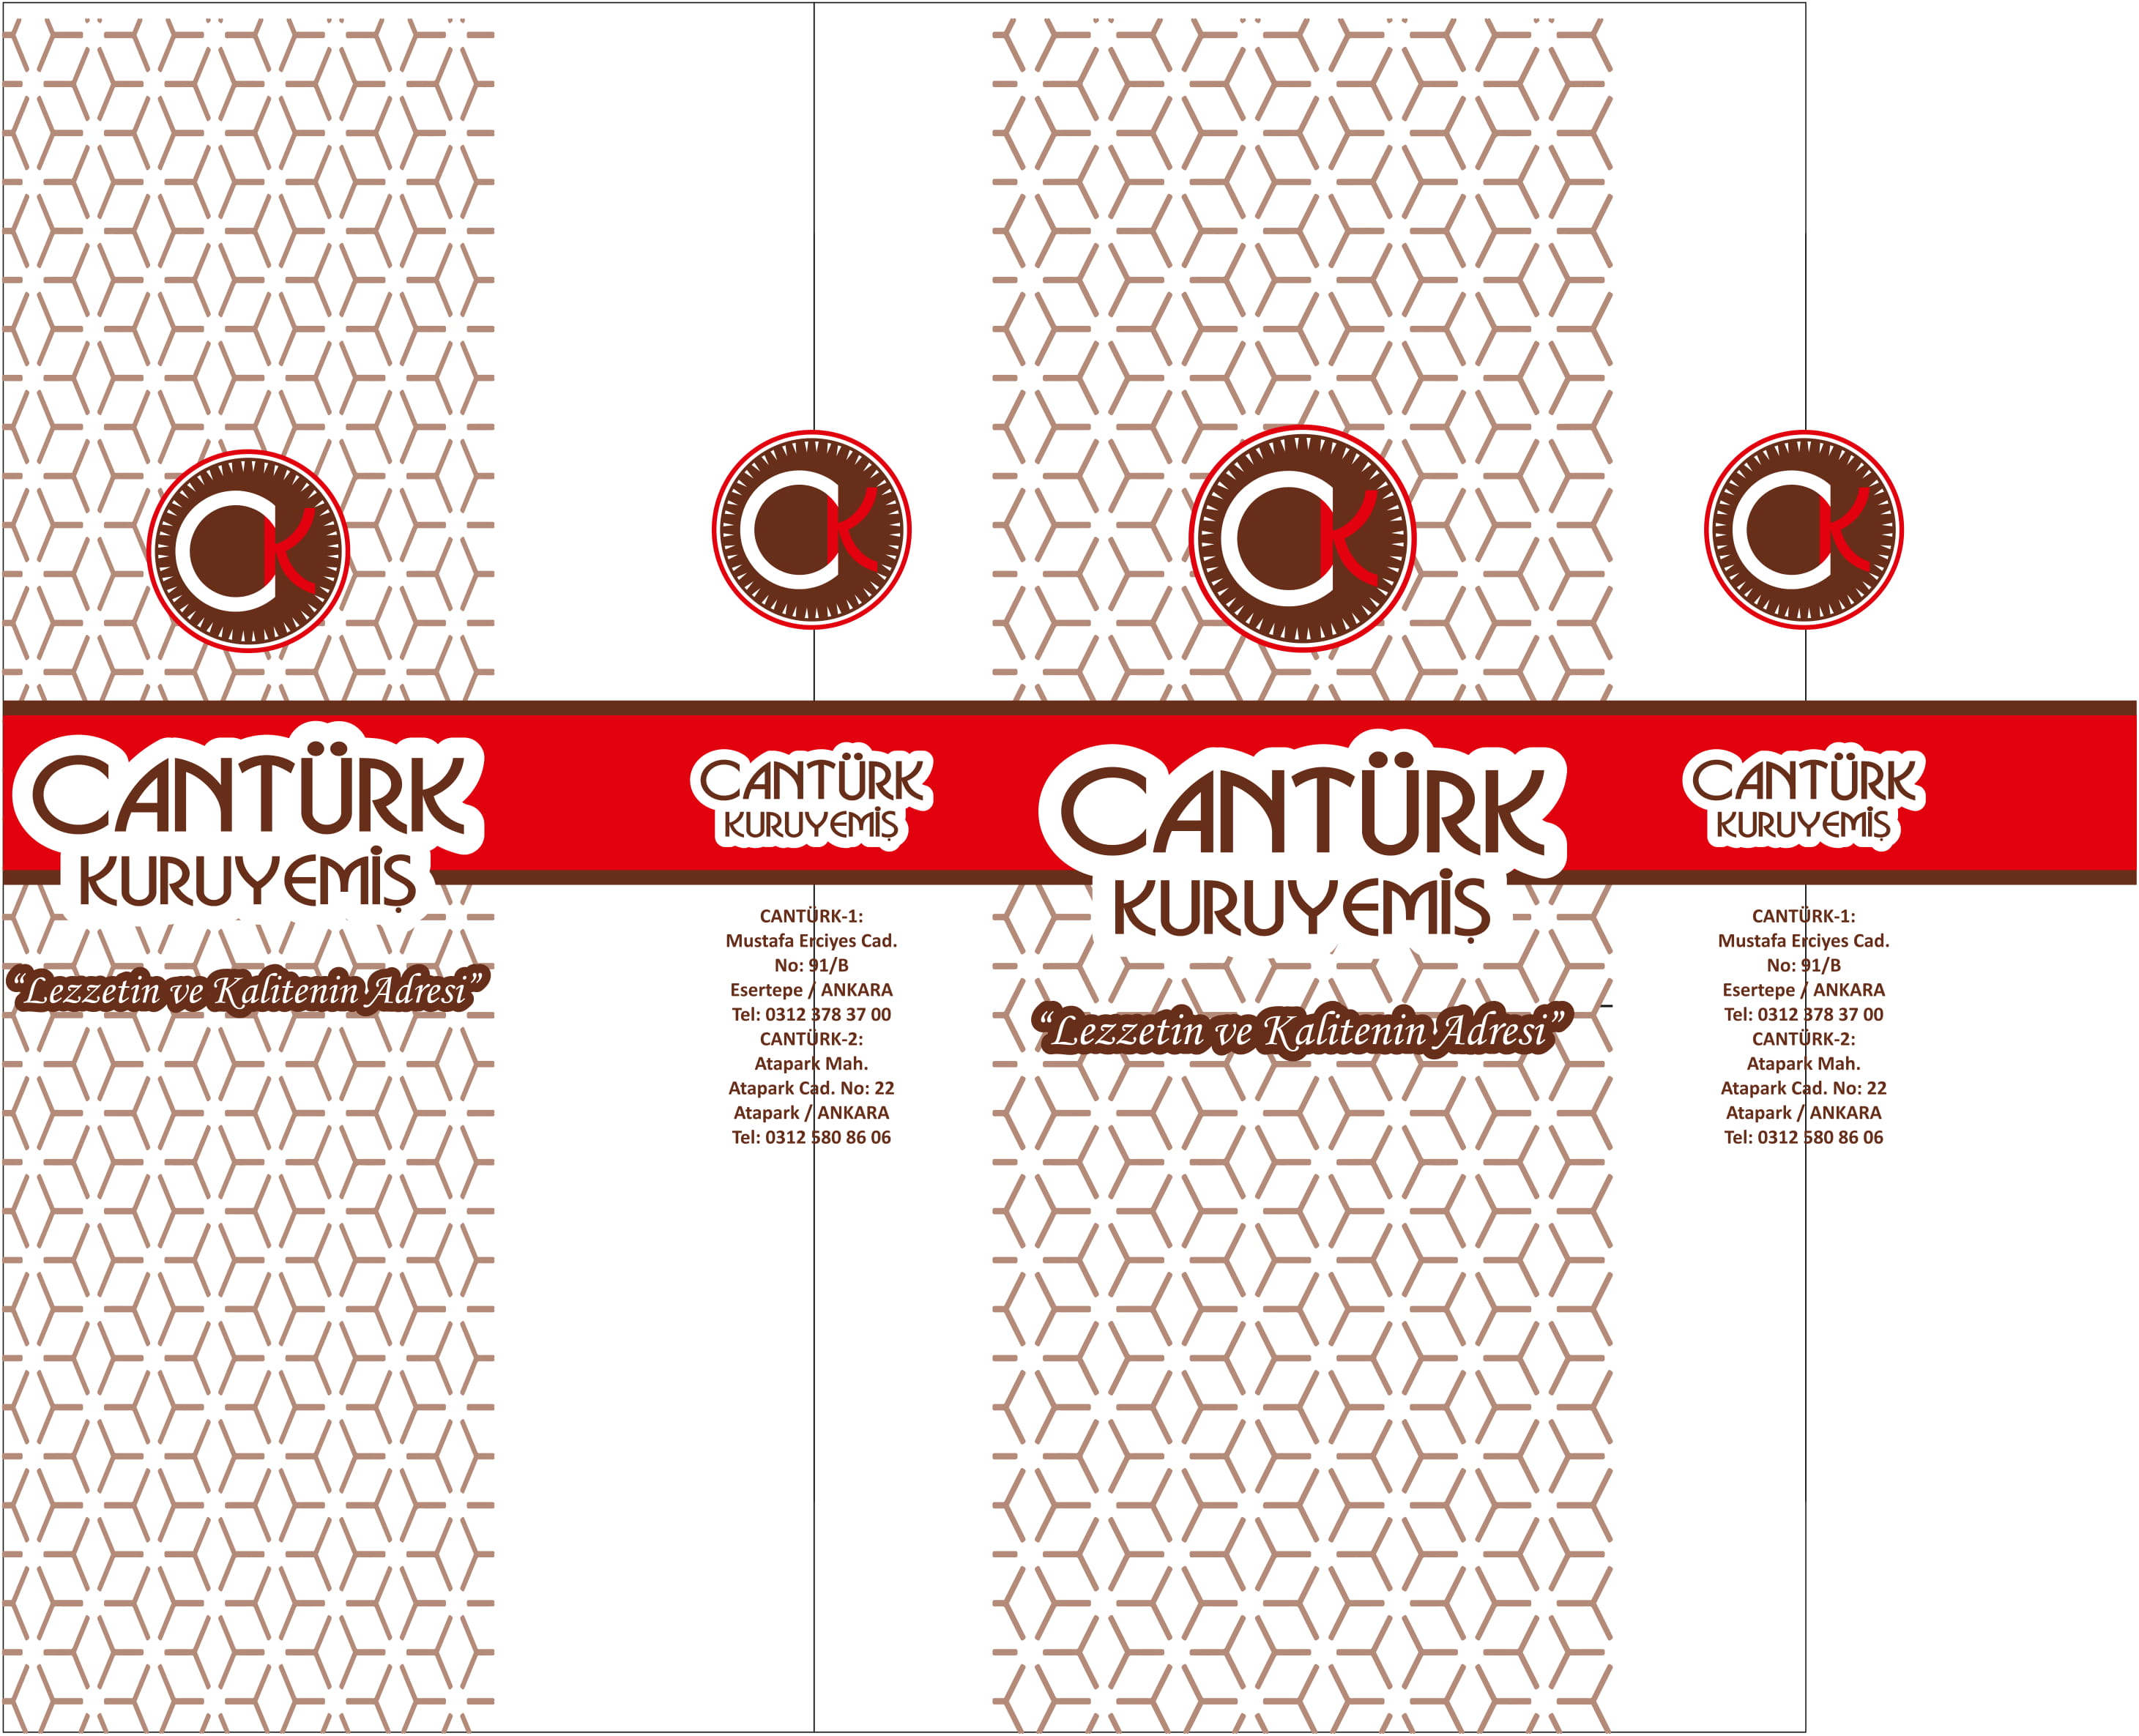 CK
CANTÜRK
KURUYEMİŞ
“Lezzetin ve Kalitenin Adresi”
CK
CANTÜRK
KURUYEMİŞ
CANTÜRK-1:
Mustafa Erciyes Cad.
No: 91/B
Esertepe / ANKARA
Tel: 0312 378 37 00
CANTÜRK-2:
Atapark Mah.
Atapark Cad. No: 22
Atapark / ANKARA
Tel: 0312 580 86 06
CK
CANTÜRK
KURUYEMİŞ
“Lezzetin ve Kalitenin Adresi”
CK
CANTÜRK
KURUYEMİŞ
CANTÜRK-1:
Mustafa Erciyes Cad.
No: 91/B
Esertepe / ANKARA
Tel: 0312 378 37 00
CANTÜRK-2:
Atapark Mah.
Atapark Cad. No: 22
Atapark / ANKARA
Tel: 0312 580 86 06